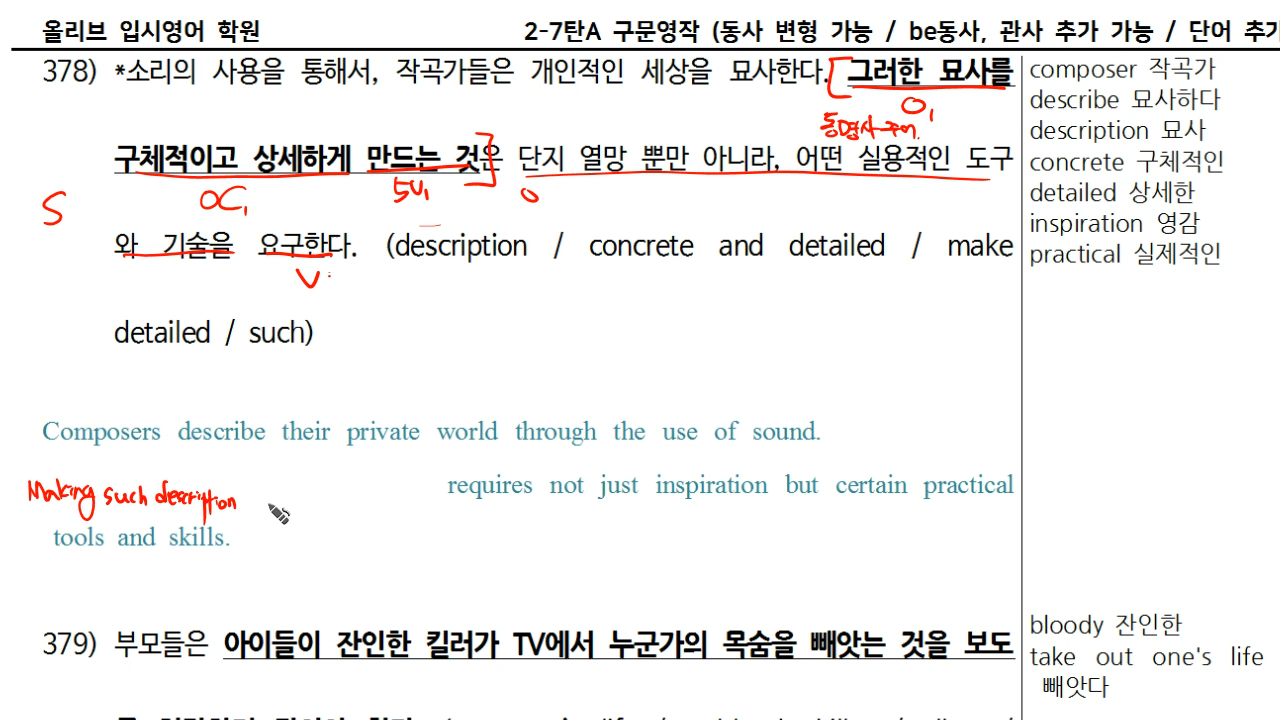 올리브 입시영어 학원 2-7탄A 구문영작 (동사 변형 가능 / be동사, 관사 추가 가능 / 단어 추가
378) *소리의 사용을 통해서, 작곡가들은 개인적인 세상을 묘사한다. 그러한 묘사를
O₁
동명사 주어
구체적이고 상세하게 만드는 것은 단지 열망 뿐만 아니라, 어떤 실용적인 도구
S OC₁ 5V₁ O
와 기술을 요구한다. (description / concrete and detailed / make
V
detailed / such)
Composers describe their private world through the use of sound.
Making such description requires not just inspiration but certain practical
tools and skills.
379) 부모들은 아이들이 잔인한 킬러가 TV에서 누군가의 목숨을 빼앗는 것을 보도
composer 작곡가
describe 묘사하다
description 묘사
concrete 구체적인
detailed 상세한
inspiration 영감
practical 실제적인
bloody 잔인한
take out one's life
빼앗다